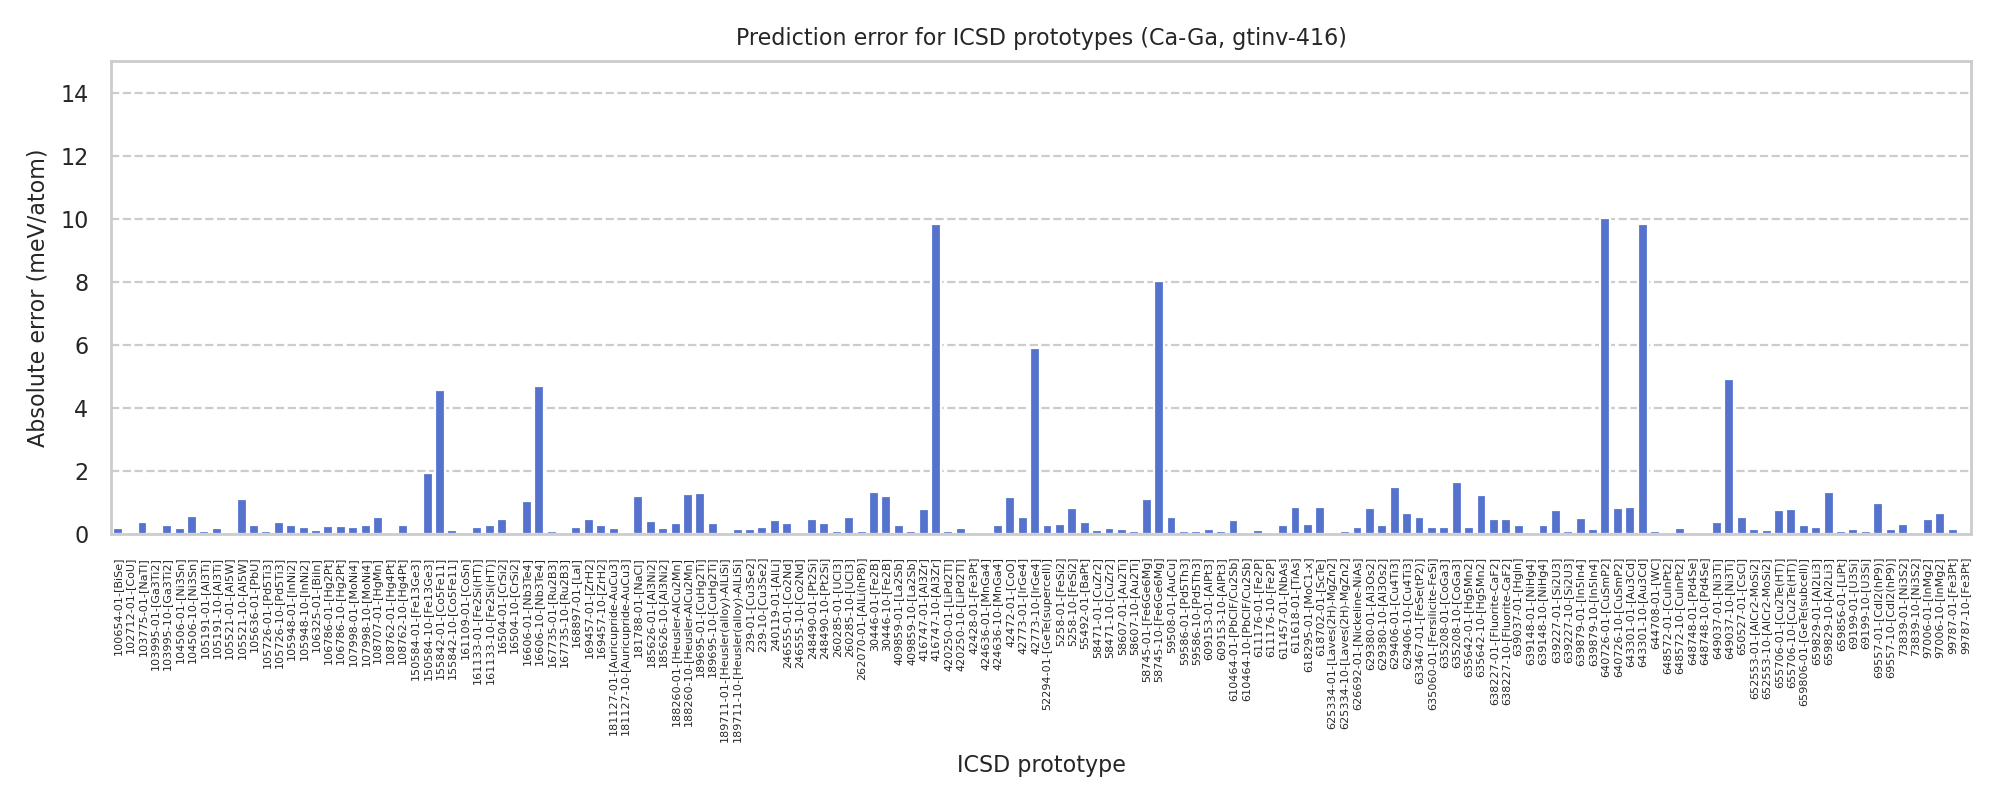 Prediction error for ICSD prototypes (Ca-Ga, gtinv-416)
Absolute error (meV/atom)
14
12
10
8
6
4
2
0
100654-01-[BiSe]
102712-01-[CoU]
103775-01-[NaTl]
103995-01-[Ga3Ti2]
103995-10-[Ga3Ti2]
104506-01-[Ni3Sn]
104506-10-[Ni3Sn]
105191-01-[Al3Ti]
105191-10-[Al3Ti]
105521-01-[Al5W]
105521-10-[Al5W]
105636-01-[PbU]
105726-01-[Pd5Ti3]
105726-10-[Pd5Ti3]
105948-01-[InNi2]
105948-10-[InNi2]
106325-01-[BiIn]
106786-01-[Hg2Pt]
106786-10-[Hg2Pt]
107998-01-[MoNi4]
107998-10-[MoNi4]
108707-01-[HgMn]
108762-01-[Hg4Pt]
108762-10-[Hg4Pt]
150584-01-[Fe13Ge3]
150584-10-[Fe13Ge3]
155842-01-[Co5Fe11]
155842-10-[Co5Fe11]
161109-01-[CoSn]
161133-01-[Fe2Si(HT)]
161133-10-[Fe2Si(HT)]
16504-01-[CrSi2]
16504-10-[CrSi2]
16606-01-[Nb3Te4]
16606-10-[Nb3Te4]
167735-01-[Ru2B3]
167735-10-[Ru2B3]
168897-01-[LaI]
169457-01-[ZrH2]
169457-10-[ZrH2]
181127-01-[Auricupride-AuCu3]
181127-10-[Auricupride-AuCu3]
181788-01-[NaCl]
185626-01-[Al3Ni2]
185626-10-[Al3Ni2]
188260-01-[Heusler-AlCu2Mn]
188260-10-[Heusler-AlCu2Mn]
189695-01-[CuHg2Ti]
189695-10-[CuHg2Ti]
189711-01-[Heusler(alloy)-AlLiSi]
189711-10-[Heusler(alloy)-AlLiSi]
239-01-[Cu3Se2]
239-10-[Cu3Se2]
240119-01-[AlLi]
246555-01-[Co2Nd]
246555-10-[Co2Nd]
248490-01-[Pt2Si]
248490-10-[Pt2Si]
260285-01-[UCl3]
260285-10-[UCl3]
262070-01-[AlLi(hP8)]
30446-01-[Fe2B]
30446-10-[Fe2B]
409859-01-[La2Sb]
409859-10-[La2Sb]
416747-01-[Al3Zr]
416747-10-[Al3Zr]
420250-01-[LiPd2Tl]
420250-10-[LiPd2Tl]
42428-01-[Fe3Pt]
424636-01-[MnGa4]
424636-10-[MnGa4]
42472-01-[CoO]
42773-01-[IrGe4]
42773-10-[IrGe4]
52294-01-[GeTe(supercell)]
5258-01-[FeSi2]
5258-10-[FeSi2]
55492-01-[BaPt]
58471-01-[CuZr2]
58471-10-[CuZr2]
58607-01-[Au2Ti]
58607-10-[Au2Ti]
58745-01-[Fe6Ge6Mg]
58745-10-[Fe6Ge6Mg]
59508-01-[AuCu]
59586-01-[Pd5Th3]
59586-10-[Pd5Th3]
609153-01-[AlPt3]
609153-10-[AlPt3]
610464-01-[PbClF/Cu2Sb]
610464-10-[PbClF/Cu2Sb]
611176-01-[Fe2P]
611176-10-[Fe2P]
611457-01-[NbAs]
611618-01-[TiAs]
618295-01-[MoC1-x]
618702-01-[ScTe]
625334-01-[Laves(2H)-MgZn2]
625334-10-[Laves(2H)-MgZn2]
626692-01-[Nickeline-NiAs]
629380-01-[Al3Os2]
629380-10-[Al3Os2]
629406-01-[Cu4Ti3]
629406-10-[Cu4Ti3]
633467-01-[FeSe(tP2)]
635060-01-[Fersilicite-FeSi]
635208-01-[CoGa3]
635208-10-[CoGa3]
635642-01-[Hg5Mn2]
635642-10-[Hg5Mn2]
638227-01-[Fluorite-CaF2]
638227-10-[Fluorite-CaF2]
639037-01-[HgIn]
639148-01-[NiHg4]
639148-10-[NiHg4]
639227-01-[Si2U3]
639227-10-[Si2U3]
639879-01-[In5In4]
639879-10-[In5In4]
640726-01-[CuSmP2]
640726-10-[CuSmP2]
643301-01-[Au3Cd]
643301-10-[Au3Cd]
644708-01-[WC]
648572-01-[CuInPt2]
648572-10-[CuInPt2]
648748-01-[Pd4Se]
648748-10-[Pd4Se]
649037-01-[Ni3Ti]
649037-10-[Ni3Ti]
650527-01-[CsCl]
652553-01-[AlCr2-MoSi2]
652553-10-[AlCr2-MoSi2]
655706-01-[Cu2Te(HT)]
655706-10-[Cu2Te(HT)]
659806-01-[GeTe(subcell)]
659829-01-[Al2Li3]
659829-10-[Al2Li3]
659856-01-[LiPt]
69199-01-[U3Si]
69199-10-[U3Si]
69557-01-[CdI2(hP9)]
69557-10-[CdI2(hP9)]
73839-01-[Ni3S2]
73839-10-[Ni3S2]
97006-01-[InMg2]
97006-10-[InMg2]
99787-01-[Fe3Pt]
99787-10-[Fe3Pt]
ICSD prototype